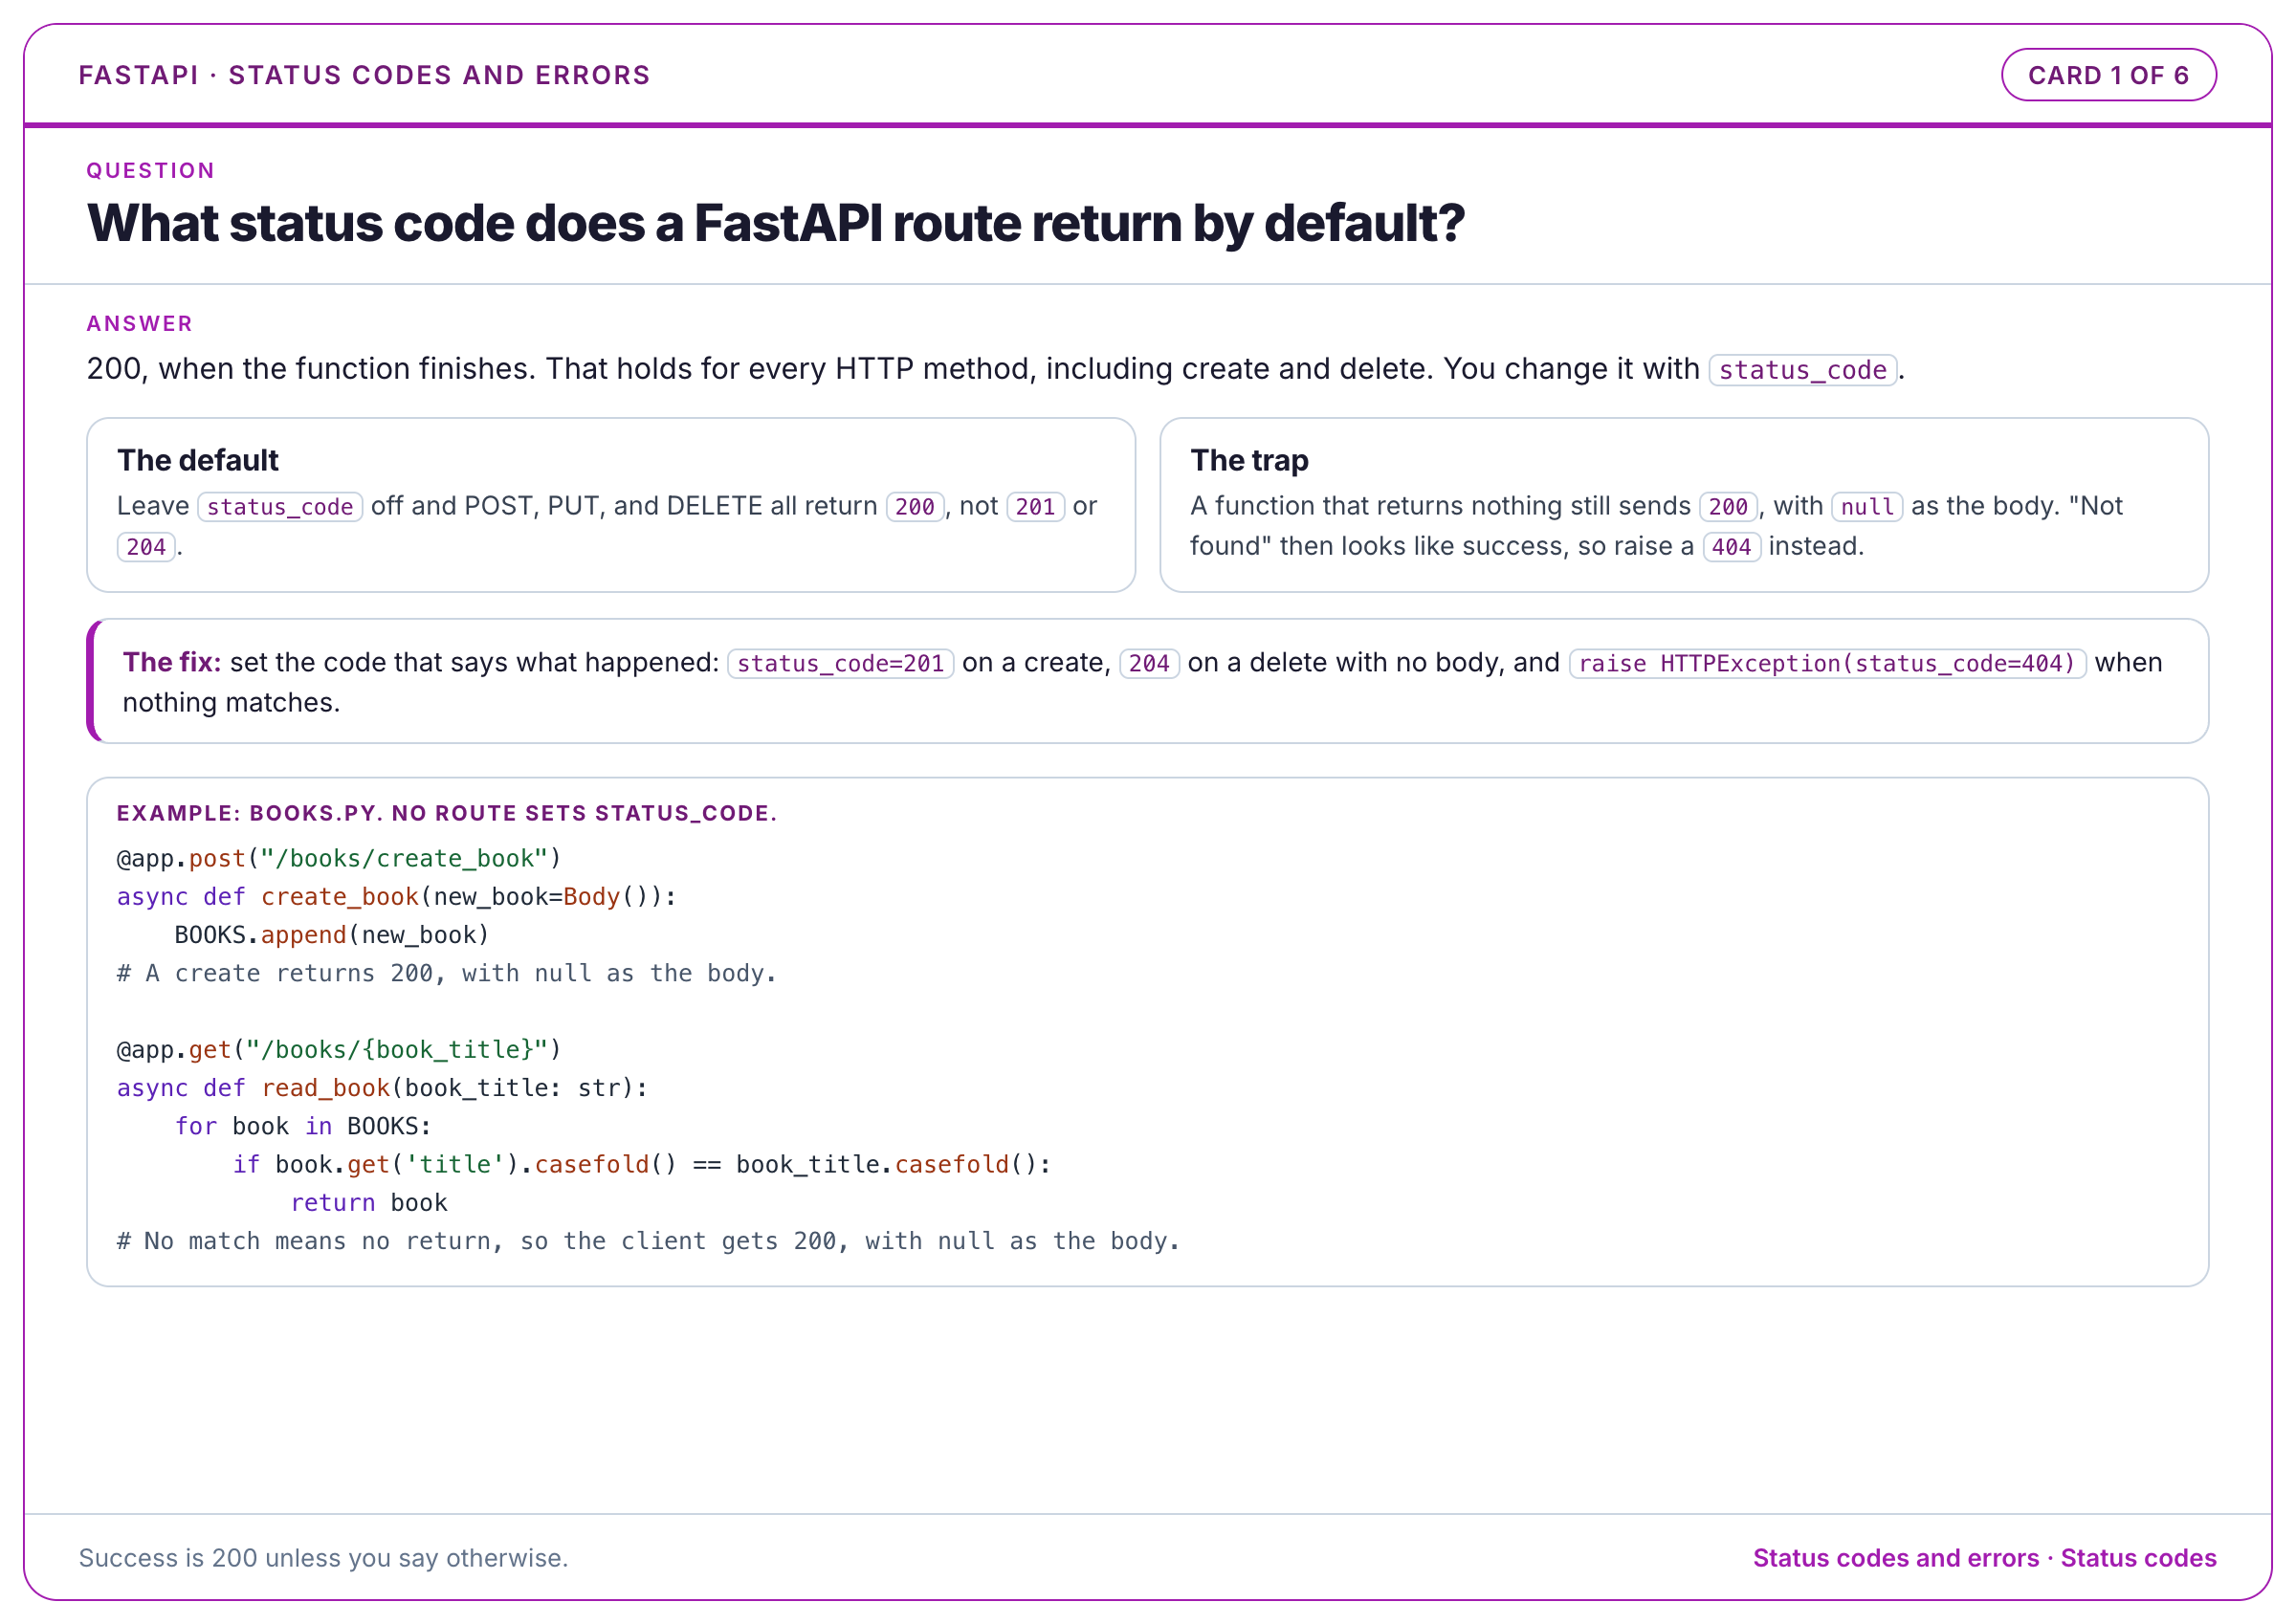 FASTAPI · STATUS CODES AND ERRORS
CARD 1 OF 6
QUESTION
What status code does a FastAPI route return by default?
ANSWER
200, when the function finishes. That holds for every HTTP method, including create and delete. You change it with status_code.
The default
Leave status_code off and POST, PUT, and DELETE all return 200, not 201 or
204.
The trap
A function that returns nothing still sends 200, with null as the body. "Not
found" then looks like success, so raise a 404 instead.
The fix: set the code that says what happened: status_code=201 on a create, 204 on a delete with no body, and raise HTTPException(status_code=404) when
nothing matches.
EXAMPLE: BOOKS.PY. NO ROUTE SETS STATUS_CODE.
@app.post("/books/create_book")
async def create_book(new_book=Body()):
    BOOKS.append(new_book)
# A create returns 200, with null as the body.

@app.get("/books/{book_title}")
async def read_book(book_title: str):
    for book in BOOKS:
        if book.get('title').casefold() == book_title.casefold():
            return book
# No match means no return, so the client gets 200, with null as the body.
Success is 200 unless you say otherwise.
Status codes and errors · Status codes